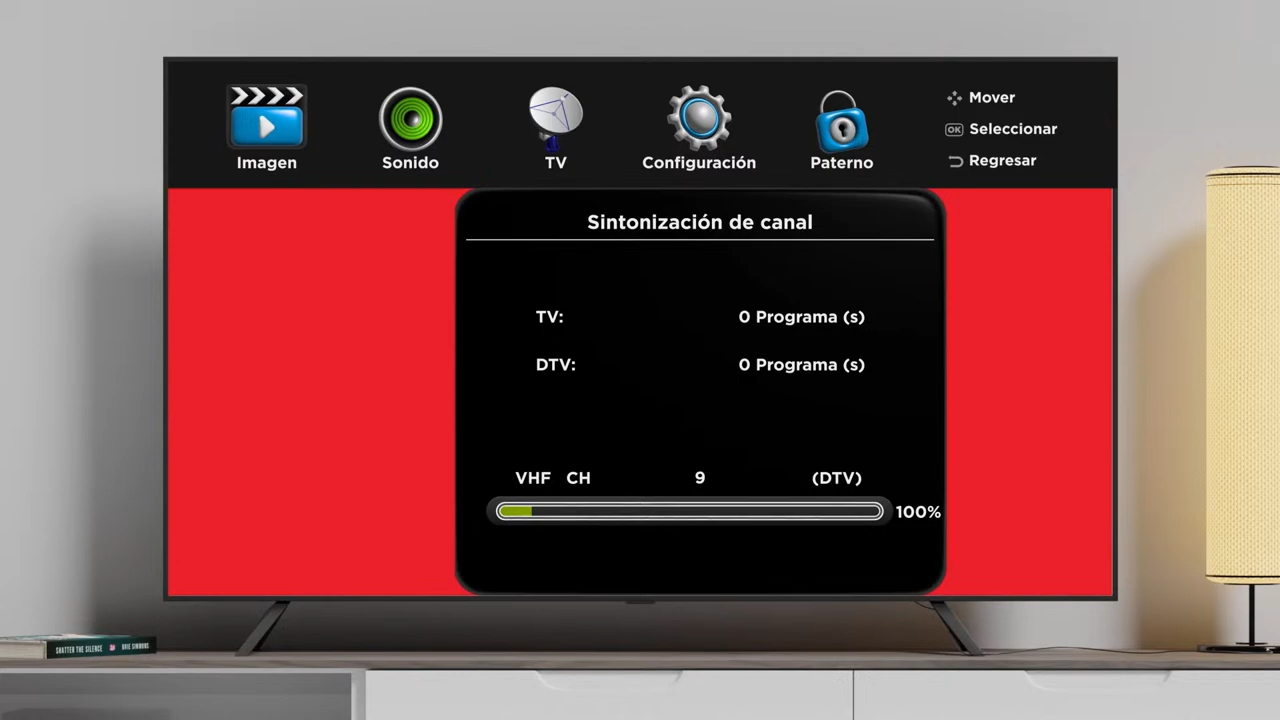 Imagen
Sonido
TV
Configuración
Paterno
Mover
OK Seleccionar
Regresar
Sintonización de canal
TV: 0 Programa (s)
DTV: 0 Programa (s)
VHF CH 9 (DTV)
100%
SHATTER THE SILENCE BRIE SIMMONS